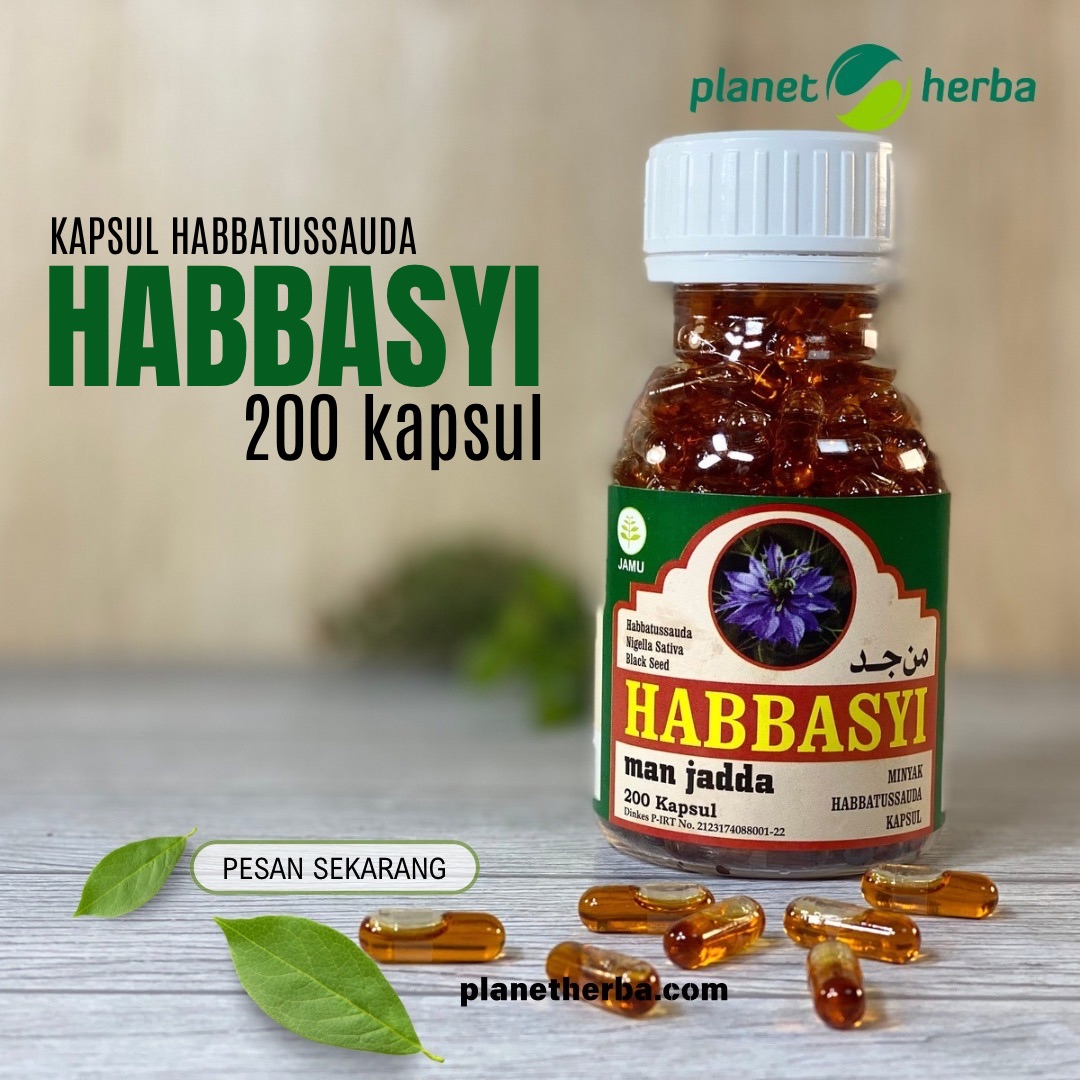 planet herba
KAPSUL HABBATUSSAUDA
HABBASYI
200 kapsul
JAMU
Habbatussauda
Nigella Sativa
Black Seed
من جد
HABBASYI
man jadda
200 Kapsul
Dinkes P-IRT No. 2123174088001-22
MINYAK
HABBATUSSAUDA
KAPSUL
PESAN SEKARANG
planetherba.com